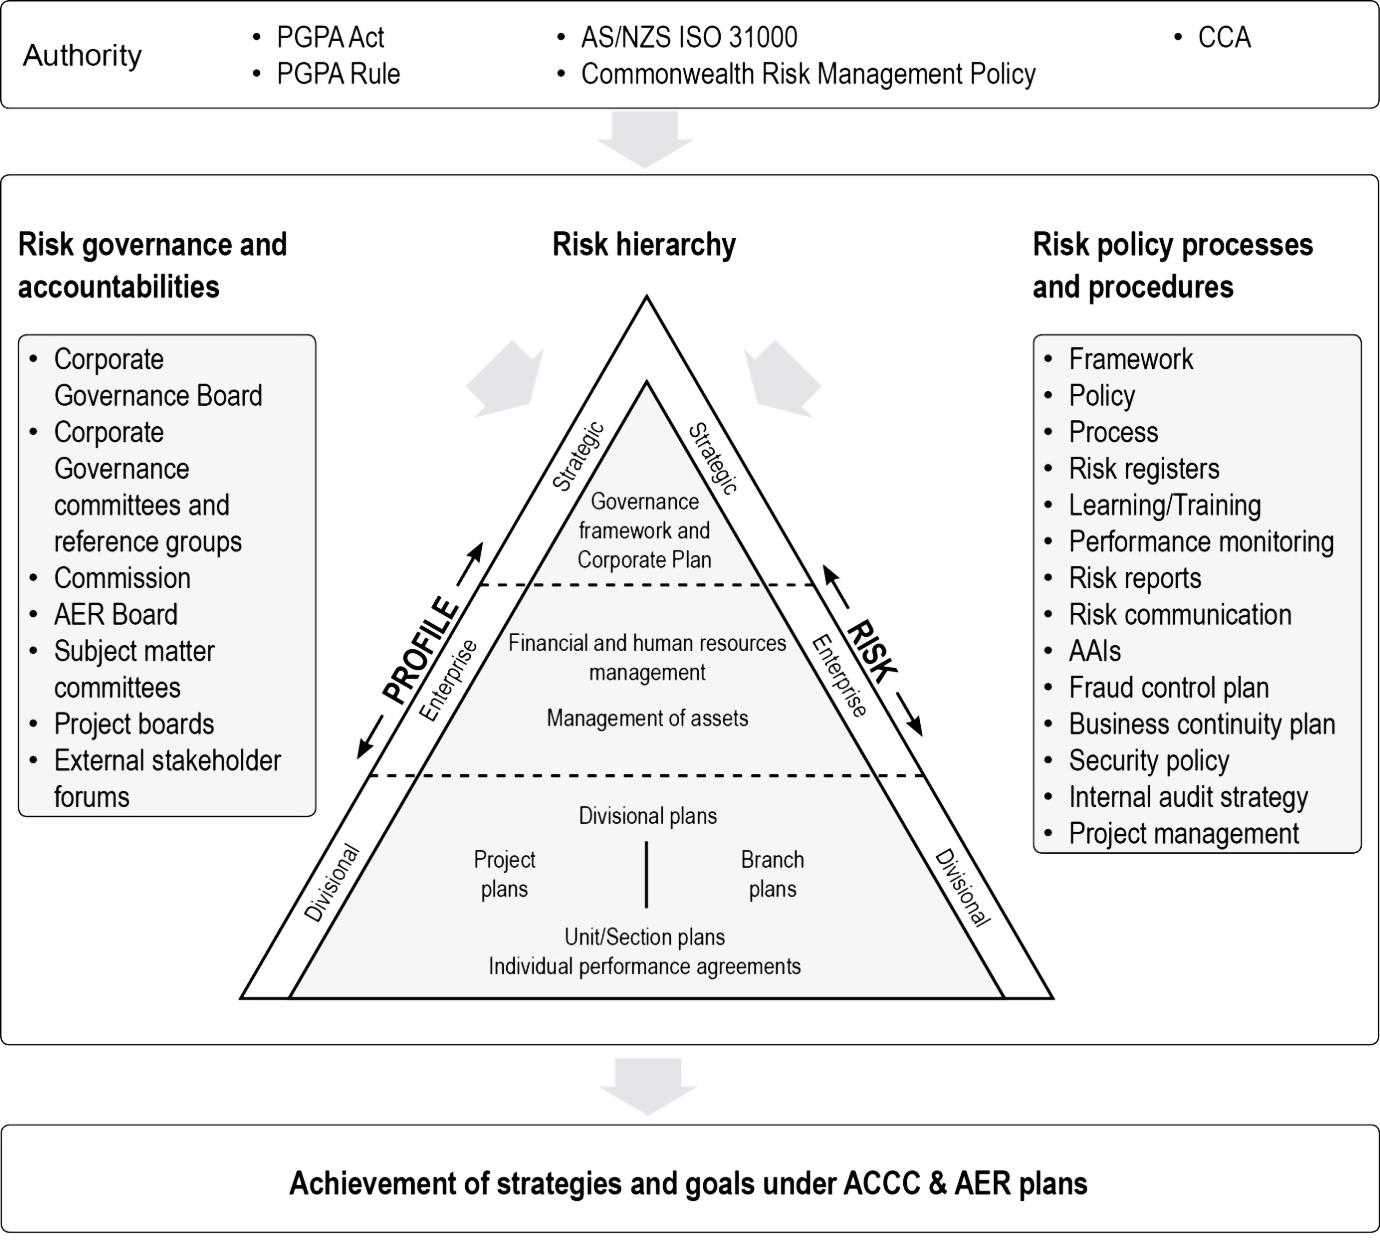 Authority
• PGPA Act
• PGPA Rule
• AS/NZS ISO 31000
• Commonwealth Risk Management Policy
• CCA
Risk governance and
accountabilities
• Corporate
Governance Board
• Corporate
Governance
committees and
reference groups
• Commission
• AER Board
• Subject matter
committees
• Project boards
• External stakeholder
forums
Risk hierarchy
Strategic
Strategic
Governance
framework and
Corporate Plan
PROFILE
RISK
Enterprise
Enterprise
Financial and human resources
management
Management of assets
Divisional
Divisional
Divisional plans
Project
plans
Branch
plans
Unit/Section plans
Individual performance agreements
Risk policy processes
and procedures
• Framework
• Policy
• Process
• Risk registers
• Learning/Training
• Performance monitoring
• Risk reports
• Risk communication
• AAIs
• Fraud control plan
• Business continuity plan
• Security policy
• Internal audit strategy
• Project management
Achievement of strategies and goals under ACCC & AER plans